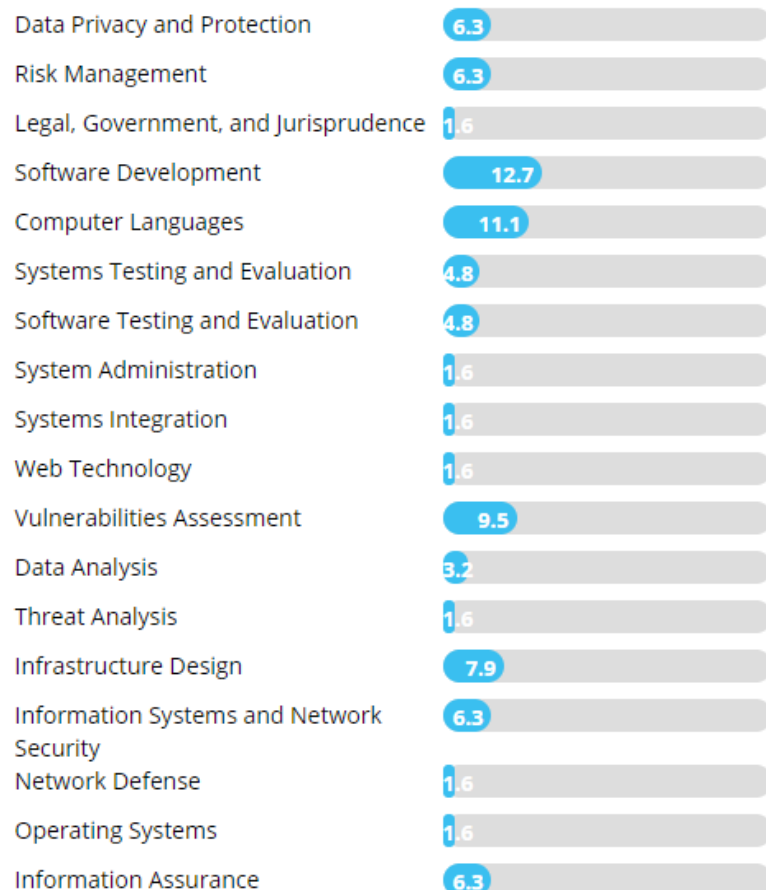 Data Privacy and Protection 6.3
Risk Management 6.3
Legal, Government, and Jurisprudence 1.6
Software Development 12.7
Computer Languages 11.1
Systems Testing and Evaluation 4.8
Software Testing and Evaluation 4.8
System Administration 1.6
Systems Integration 1.6
Web Technology 1.6
Vulnerabilities Assessment 9.5
Data Analysis 3.2
Threat Analysis 1.6
Infrastructure Design 7.9
Information Systems and Network 6.3
Security
Network Defense 1.6
Operating Systems 1.6
Information Assurance 6.3